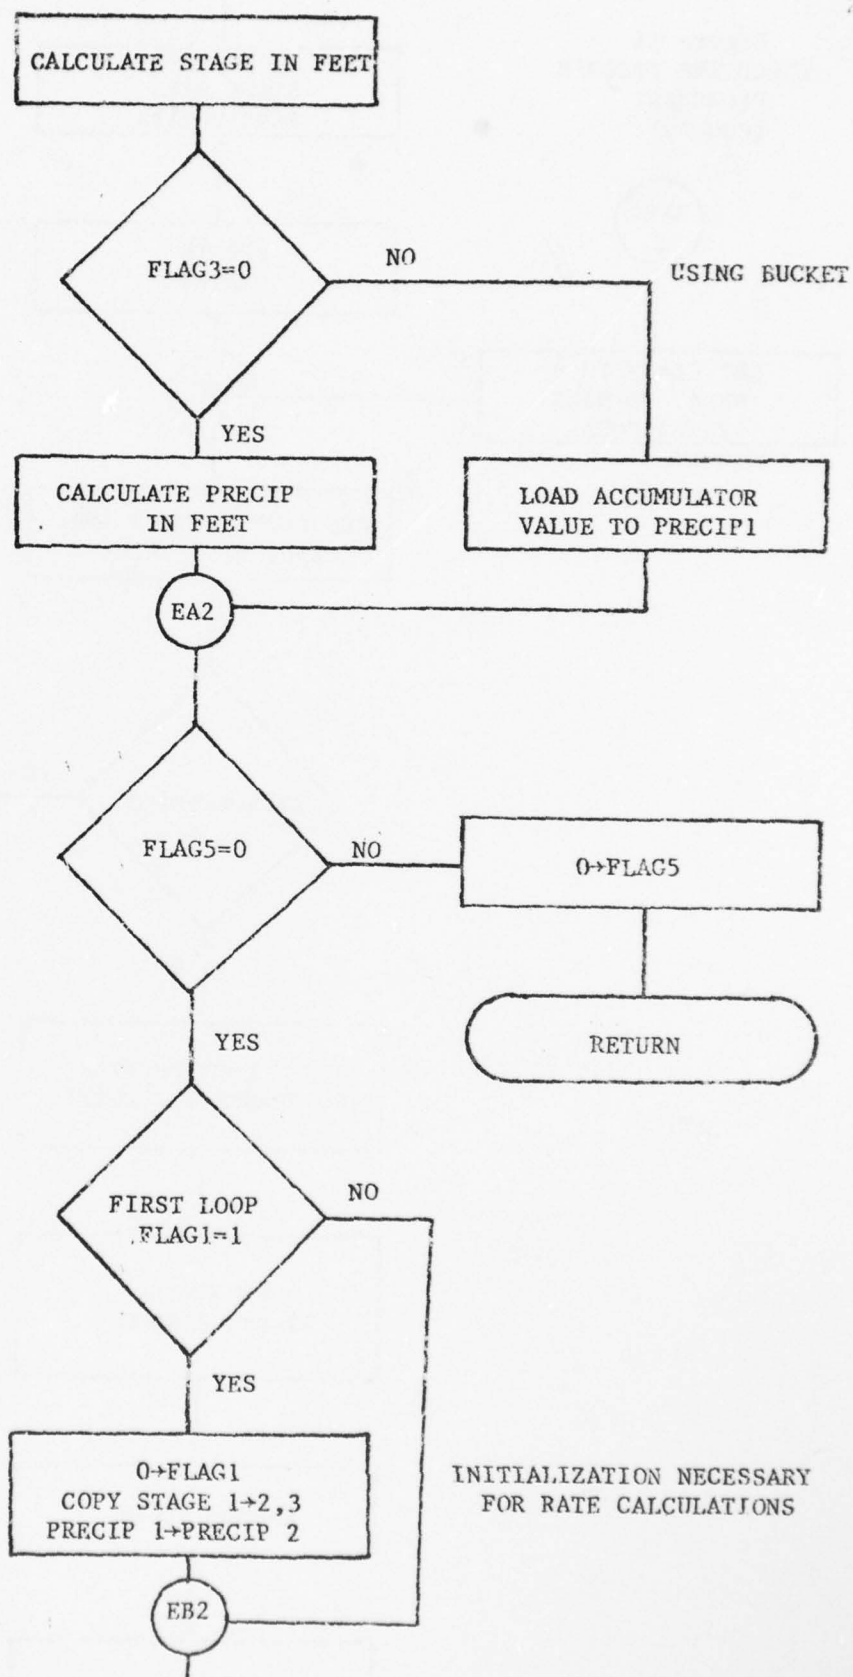 CALCULATE STAGE IN FEET
FLAG3=0
NO
USING BUCKET
YES
CALCULATE PRECIP
IN FEET
LOAD ACCUMULATOR
VALUE TO PRECIP1
EA2
FLAG5=0
NO
0→FLAG5
YES
RETURN
FIRST LOOP
FLAG1=1
NO
YES
0→FLAG1
COPY STAGE 1→2,3
PRECIP 1→PRECIP 2
INITIALIZATION NECESSARY
FOR RATE CALCULATIONS
EB2